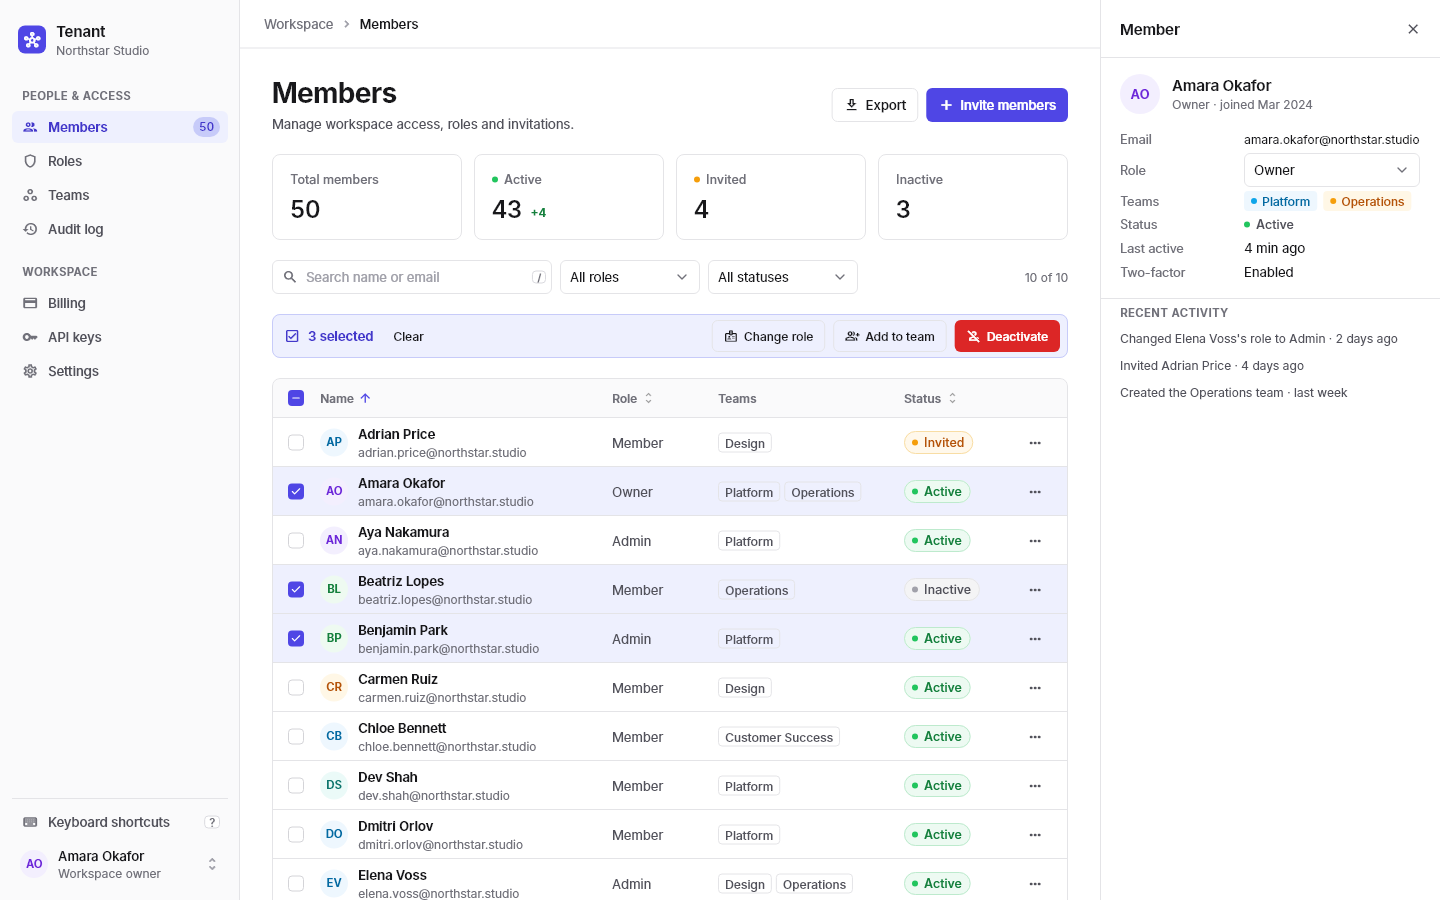 Tenant
Northstar Studio
PEOPLE & ACCESS
Members 50
Roles
Teams
Audit log
WORKSPACE
Billing
API keys
Settings
Keyboard shortcuts ?
AO Amara Okafor
Workspace owner
Workspace › Members
Members
Manage workspace access, roles and invitations.
Export
Invite members
Total members
50
Active
43 +4
Invited
4
Inactive
3
Search name or email /
All roles
All statuses
10 of 10
3 selected Clear Change role Add to team Deactivate
Name Role Teams Status
AP Adrian Price Member Design Invited
adrian.price@northstar.studio
AO Amara Okafor Owner Platform Operations Active
amara.okafor@northstar.studio
AN Aya Nakamura Admin Platform Active
aya.nakamura@northstar.studio
BL Beatriz Lopes Member Operations Inactive
beatriz.lopes@northstar.studio
BP Benjamin Park Admin Platform Active
benjamin.park@northstar.studio
CR Carmen Ruiz Member Design Active
carmen.ruiz@northstar.studio
CB Chloe Bennett Member Customer Success Active
chloe.bennett@northstar.studio
DS Dev Shah Member Platform Active
dev.shah@northstar.studio
DO Dmitri Orlov Member Platform Active
dmitri.orlov@northstar.studio
EV Elena Voss Admin Design Operations Active
elena.voss@northstar.studio
Member
AO Amara Okafor
Owner · joined Mar 2024
Email amara.okafor@northstar.studio
Role Owner
Teams Platform Operations
Status Active
Last active 4 min ago
Two-factor Enabled
RECENT ACTIVITY
Changed Elena Voss's role to Admin · 2 days ago
Invited Adrian Price · 4 days ago
Created the Operations team · last week